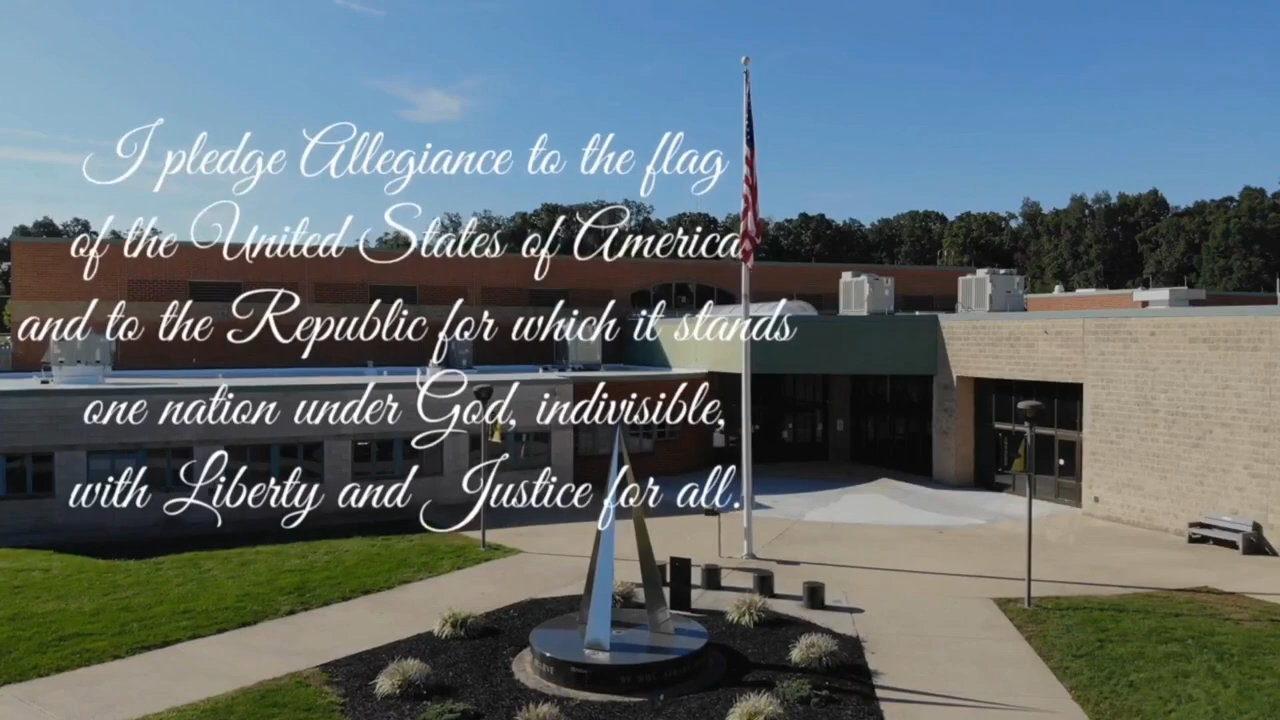 I pledge Allegiance to the flag
of the United States of America
and to the Republic for which it stands
one nation under God, indivisible,
with Liberty and Justice for all.